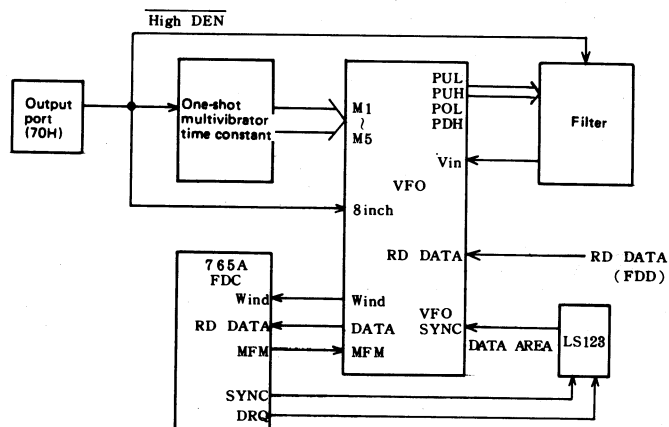 High DEN
Output
port
(70H)
One-shot
multivibrator
time constant
M1
~
M5
VFO
8inch
PUL
PUH
POL
PDH
Vin
Filter
RD DATA
RD DATA
(FDD)
765A
FDC
Wind
RD DATA
MFM
SYNC
DRQ
Wind
DATA
MFM
VFO
SYNC
DATA AREA
LS123